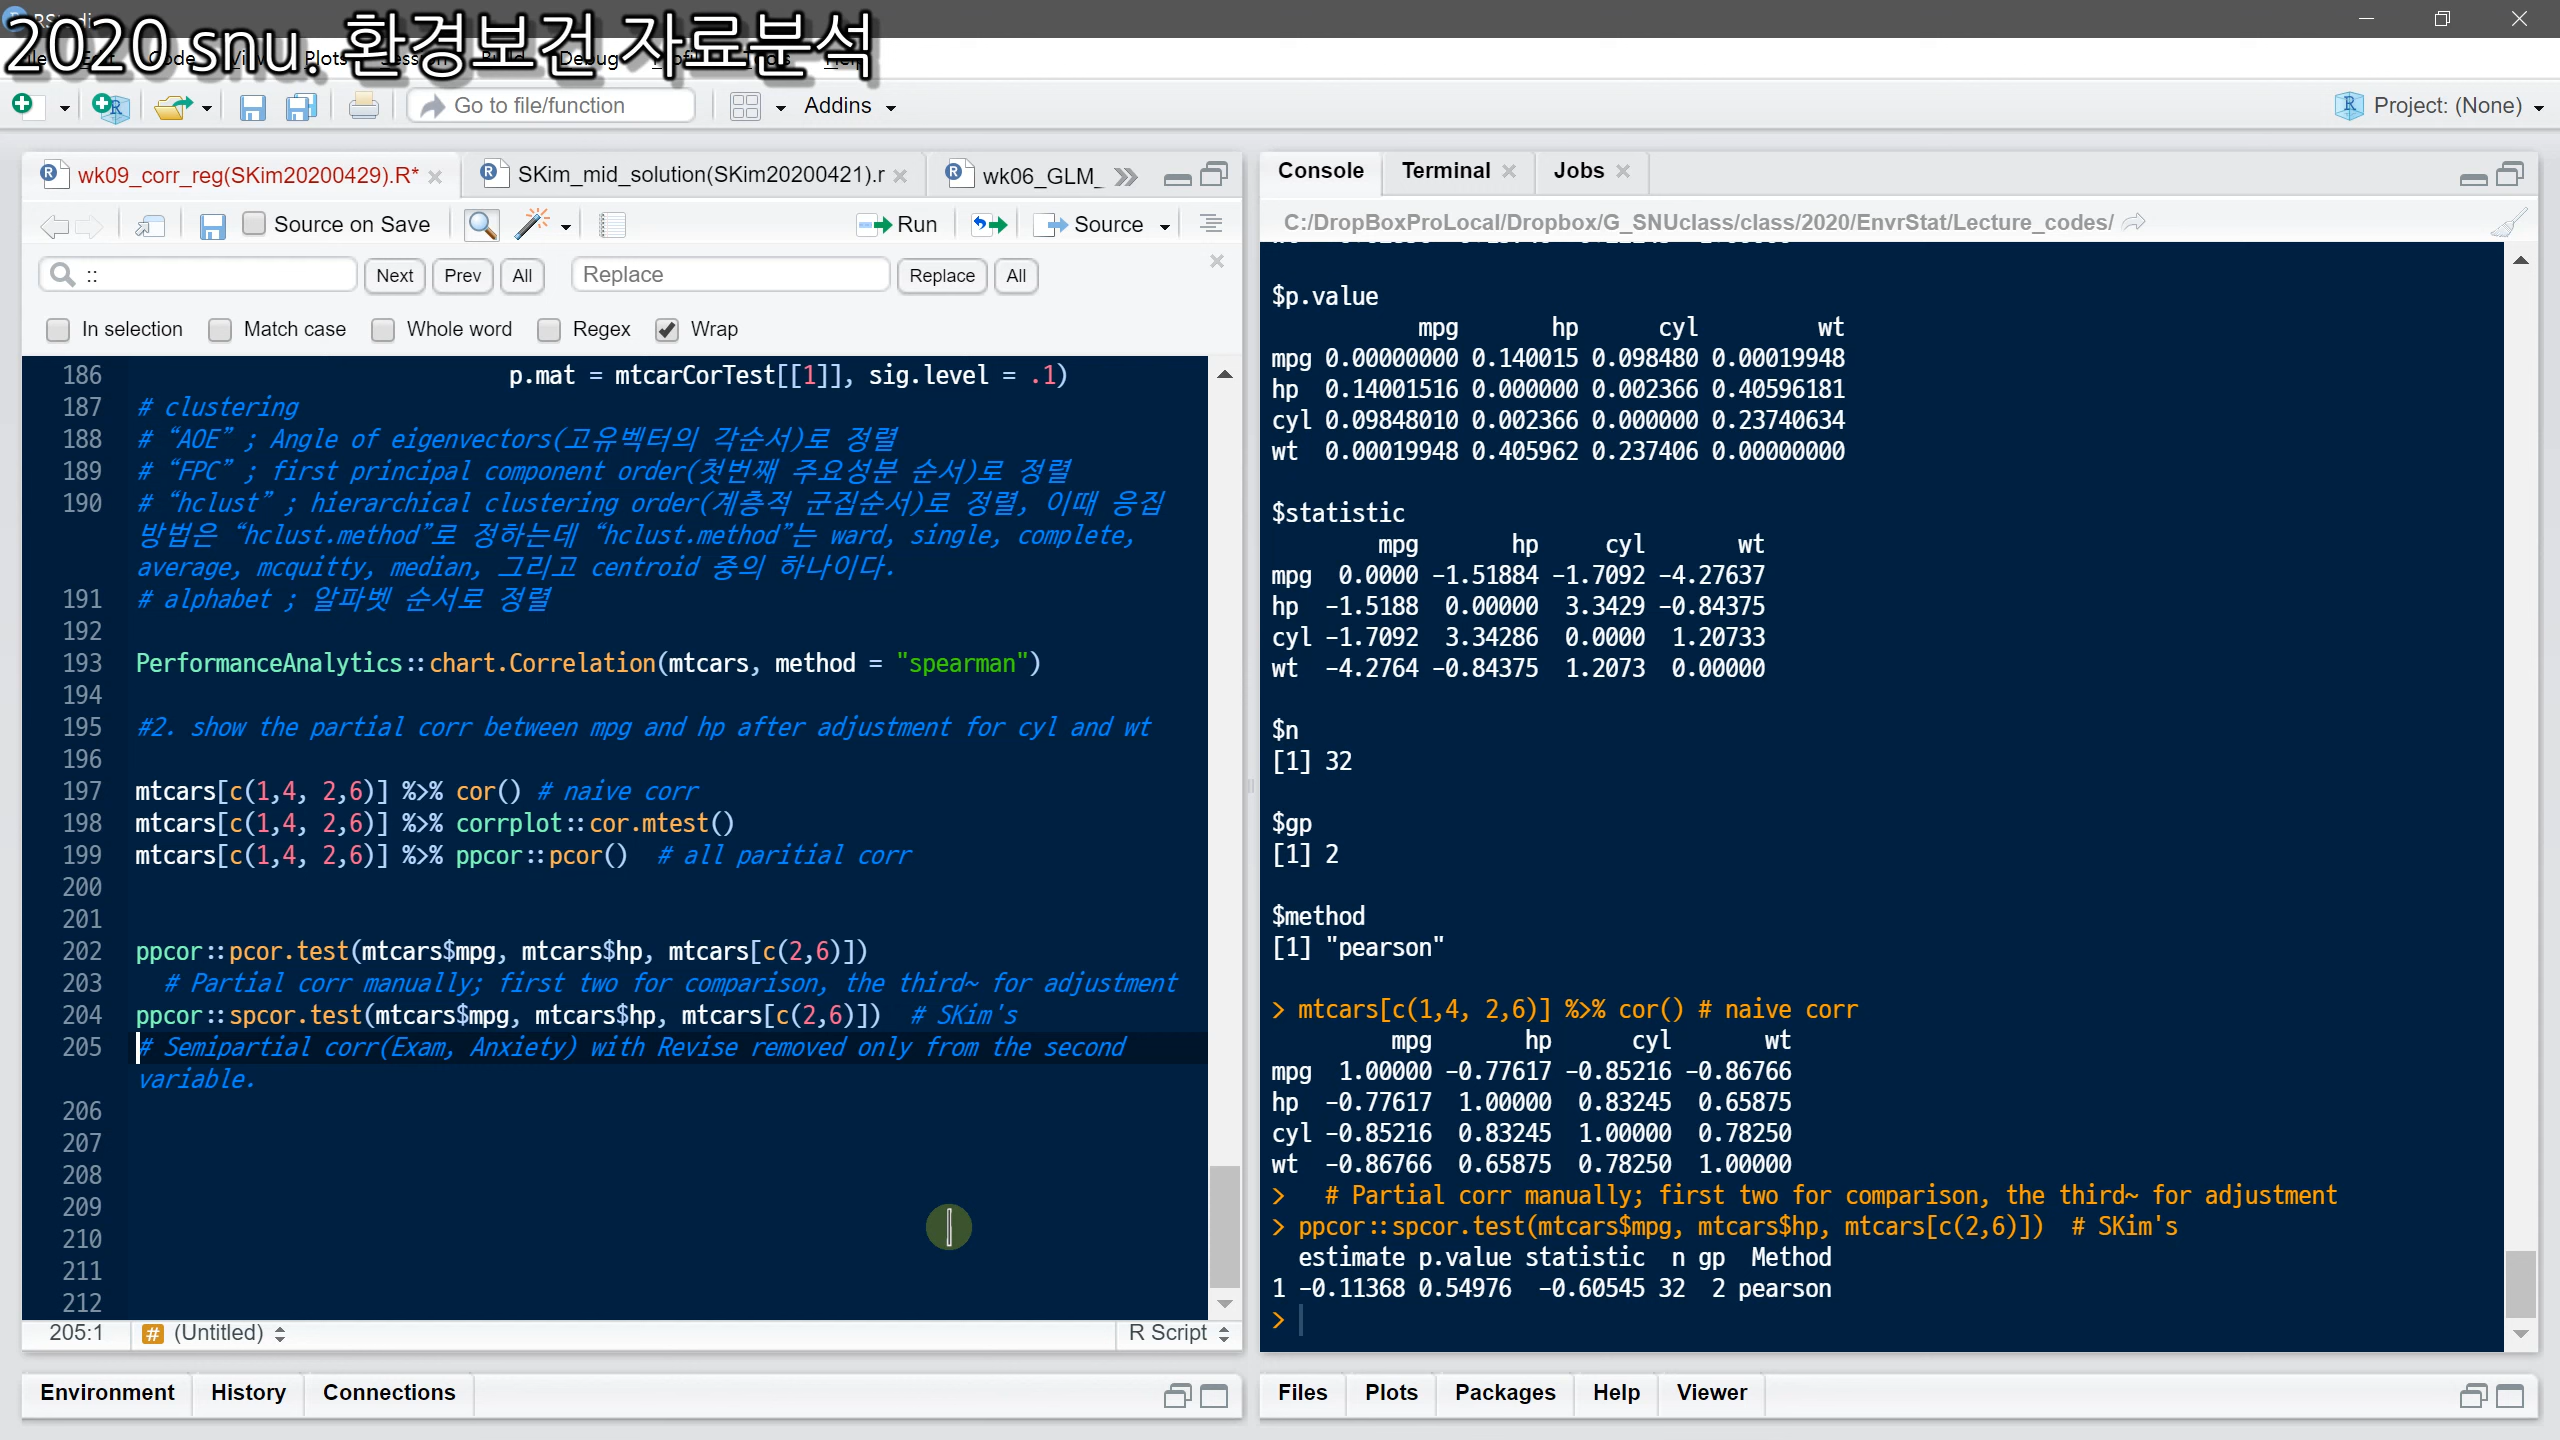 2020 snu. 환경보건 자료분석
Go to file/function
Addins
Project: (None)
wk09_corr_reg(SKim20200429).R*
SKim_mid_solution(SKim20200421).r
wk06_GLM_
Source on Save
Run
Source
::
Next
Prev
All
Replace
Replace
All
In selection
Match case
Whole word
Regex
Wrap
186 p.mat = mtcarCorTest[[1]], sig.level = .1)
187 # clustering
188 # “AOE” ; Angle of eigenvectors(고유벡터의 각순서)로 정렬
189 # “FPC” ; first principal component order(첫번째 주요성분 순서)로 정렬
190 # “hclust” ; hierarchical clustering order(계층적 군집순서)로 정렬, 이때 응집
방법은 “hclust.method”로 정하는데 “hclust.method”는 ward, single, complete,
average, mcquitty, median, 그리고 centroid 중의 하나이다.
191 # alphabet ; 알파벳 순서로 정렬
192
193 PerformanceAnalytics::chart.Correlation(mtcars, method = "spearman")
194
195 #2. show the partial corr between mpg and hp after adjustment for cyl and wt
196
197 mtcars[c(1,4, 2,6)] %>% cor() # naive corr
198 mtcars[c(1,4, 2,6)] %>% corrplot::cor.mtest()
199 mtcars[c(1,4, 2,6)] %>% ppcor::pcor()  # all paritial corr
200
201
202 ppcor::pcor.test(mtcars$mpg, mtcars$hp, mtcars[c(2,6)])
203 # Partial corr manually; first two for comparison, the third~ for adjustment
204 ppcor::spcor.test(mtcars$mpg, mtcars$hp, mtcars[c(2,6)])  # SKim's
205 # Semipartial corr(Exam, Anxiety) with Revise removed only from the second
variable.
206
207
208
209
210
211
212
205:1
(Untitled)
R Script
Environment
History
Connections
Console
Terminal
Jobs
C:/DropBoxProLocal/Dropbox/G_SNUclass/class/2020/EnvrStat/Lecture_codes/
$p.value
mpg hp cyl wt
mpg 0.00000000 0.140015 0.098480 0.00019948
hp 0.14001516 0.000000 0.002366 0.40596181
cyl 0.09848010 0.002366 0.000000 0.23740634
wt 0.00019948 0.405962 0.237406 0.00000000
$statistic
mpg hp cyl wt
mpg 0.0000 -1.51884 -1.7092 -4.27637
hp -1.5188 0.00000 3.3429 -0.84375
cyl -1.7092 3.34286 0.0000 1.20733
wt -4.2764 -0.84375 1.2073 0.00000
$n
[1] 32
$gp
[1] 2
$method
[1] "pearson"
> mtcars[c(1,4, 2,6)] %>% cor() # naive corr
mpg hp cyl wt
mpg 1.00000 -0.77617 -0.85216 -0.86766
hp -0.77617 1.00000 0.83245 0.65875
cyl -0.85216 0.83245 1.00000 0.78250
wt -0.86766 0.65875 0.78250 1.00000
> # Partial corr manually; first two for comparison, the third~ for adjustment
> ppcor::spcor.test(mtcars$mpg, mtcars$hp, mtcars[c(2,6)])  # SKim's
estimate p.value statistic n gp Method
1 -0.11368 0.54976 -0.60545 32 2 pearson
>
Files
Plots
Packages
Help
Viewer